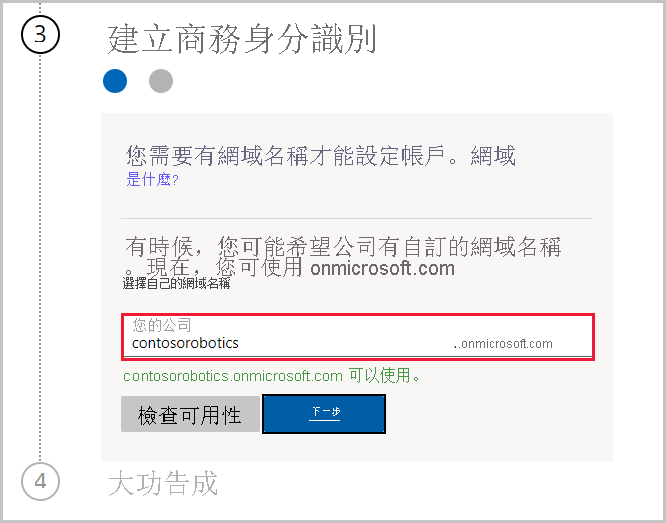 3
建立商務身分識別
您需要有網域名稱才能設定帳戶。網域
是什麼?
有時候，您可能希望公司有自訂的網域名稱
。現在，您可使用 onmicrosoft.com
選擇自己的網域名稱
您的公司
contosorobotics ..onmicrosoft.com
contosorobotics.onmicrosoft.com 可以使用。
檢查可用性 下一步
4
大功告成